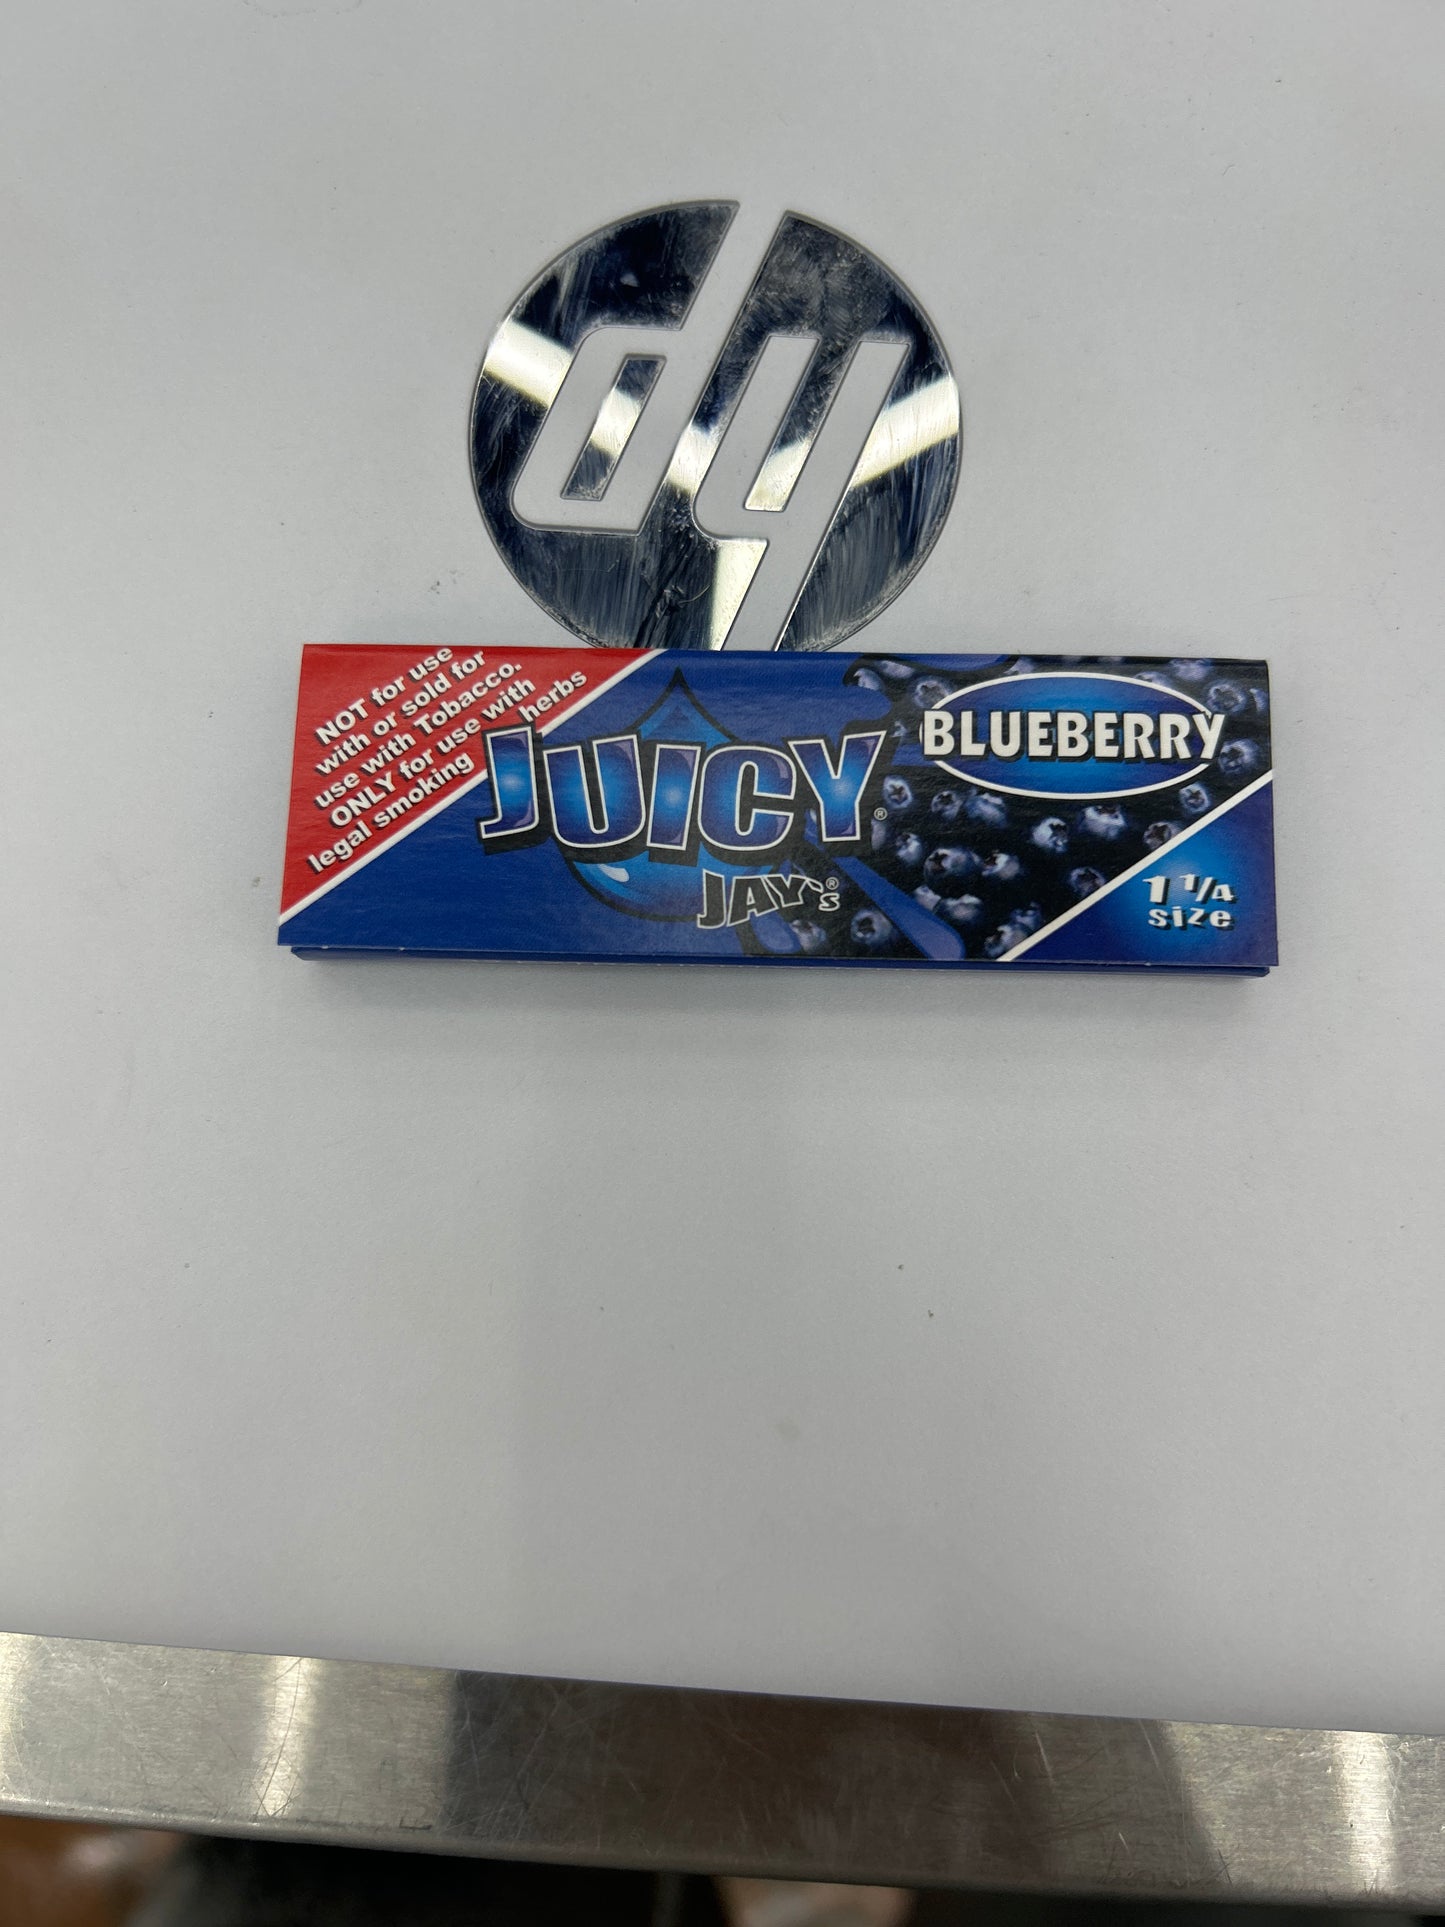 NOT for use
with or sold for
use with Tobacco.
ONLY for use with
legal smoking herbs
JUICY®
JAY's®
BLUEBERRY
1 1/4
size
hp